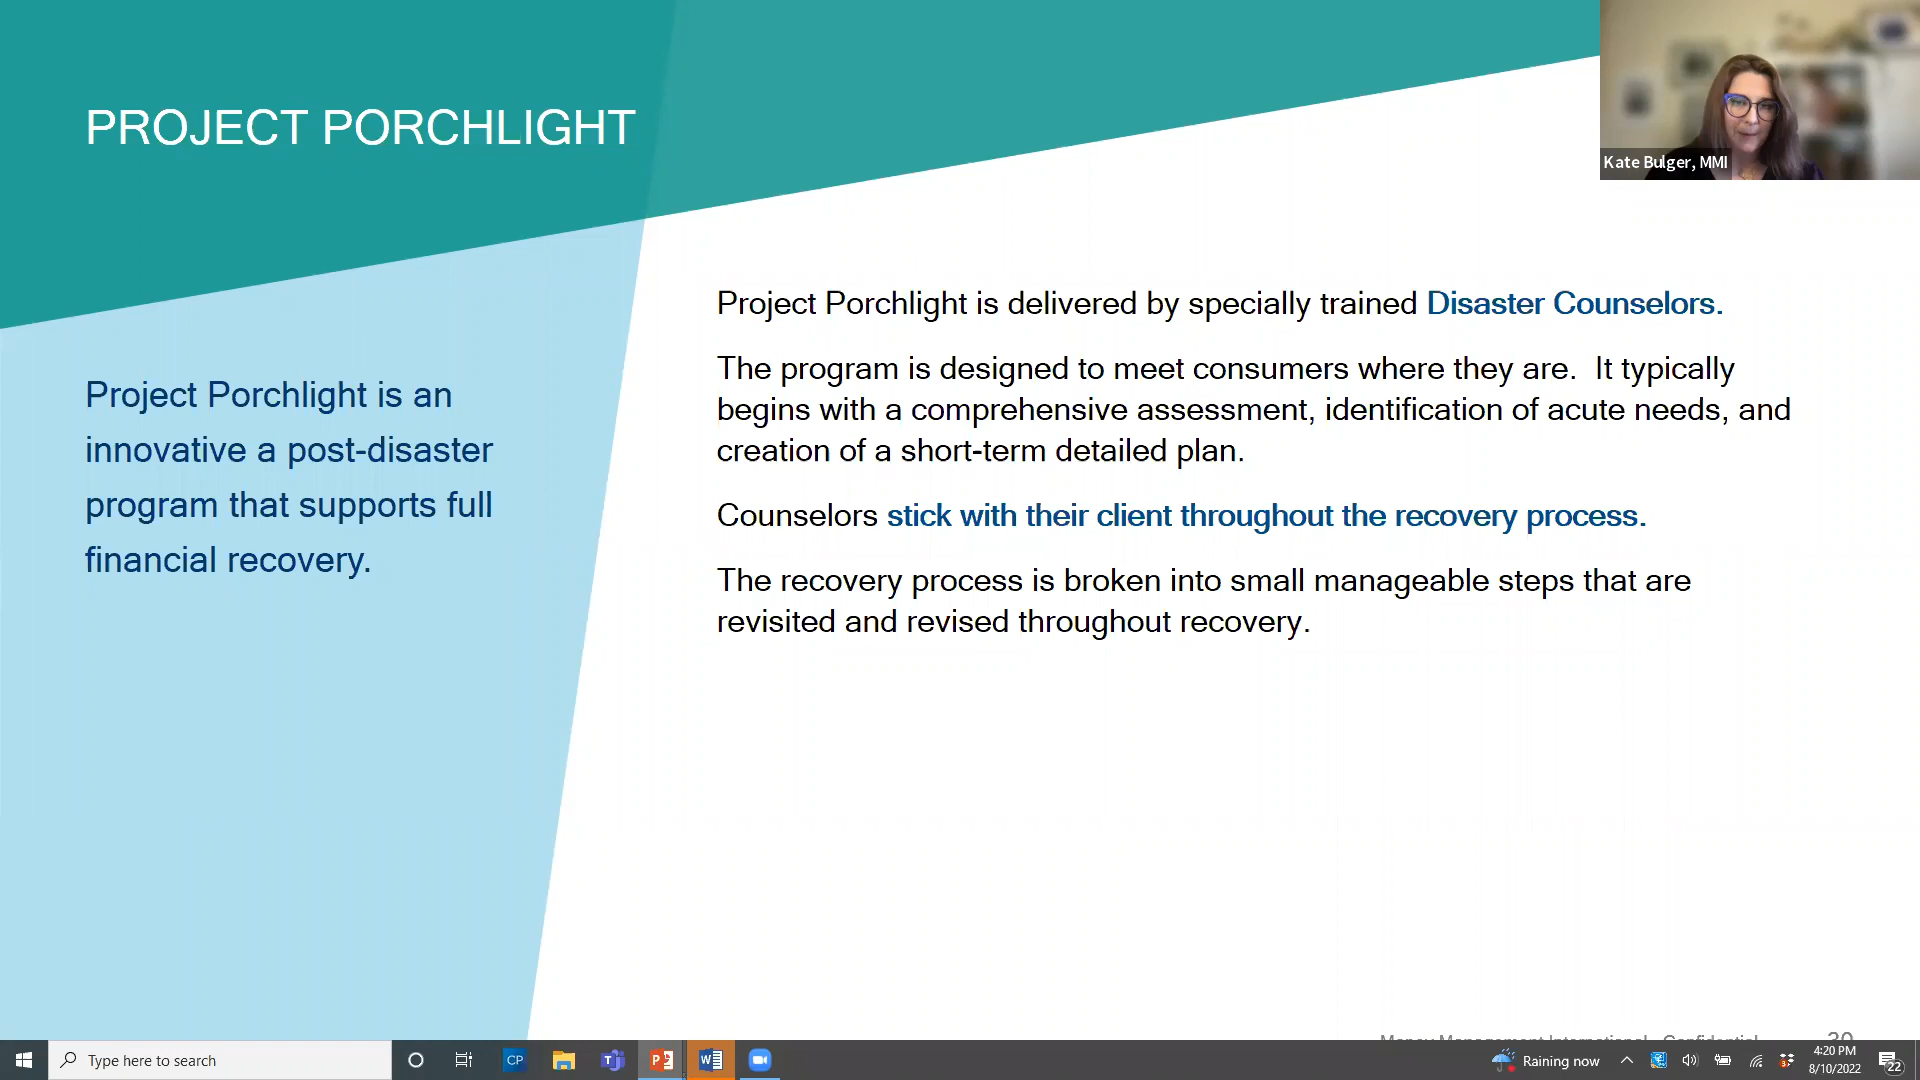 PROJECT PORCHLIGHT
Kate Bulger, MMI
Project Porchlight is an
innovative a post-disaster
program that supports full
financial recovery.
Project Porchlight is delivered by specially trained Disaster Counselors.
The program is designed to meet consumers where they are.  It typically
begins with a comprehensive assessment, identification of acute needs, and
creation of a short-term detailed plan.
Counselors stick with their client throughout the recovery process.
The recovery process is broken into small manageable steps that are
revisited and revised throughout recovery.
Money Management International - Confidential
Type here to search
CP
Raining now
4:20 PM
8/10/2022
22